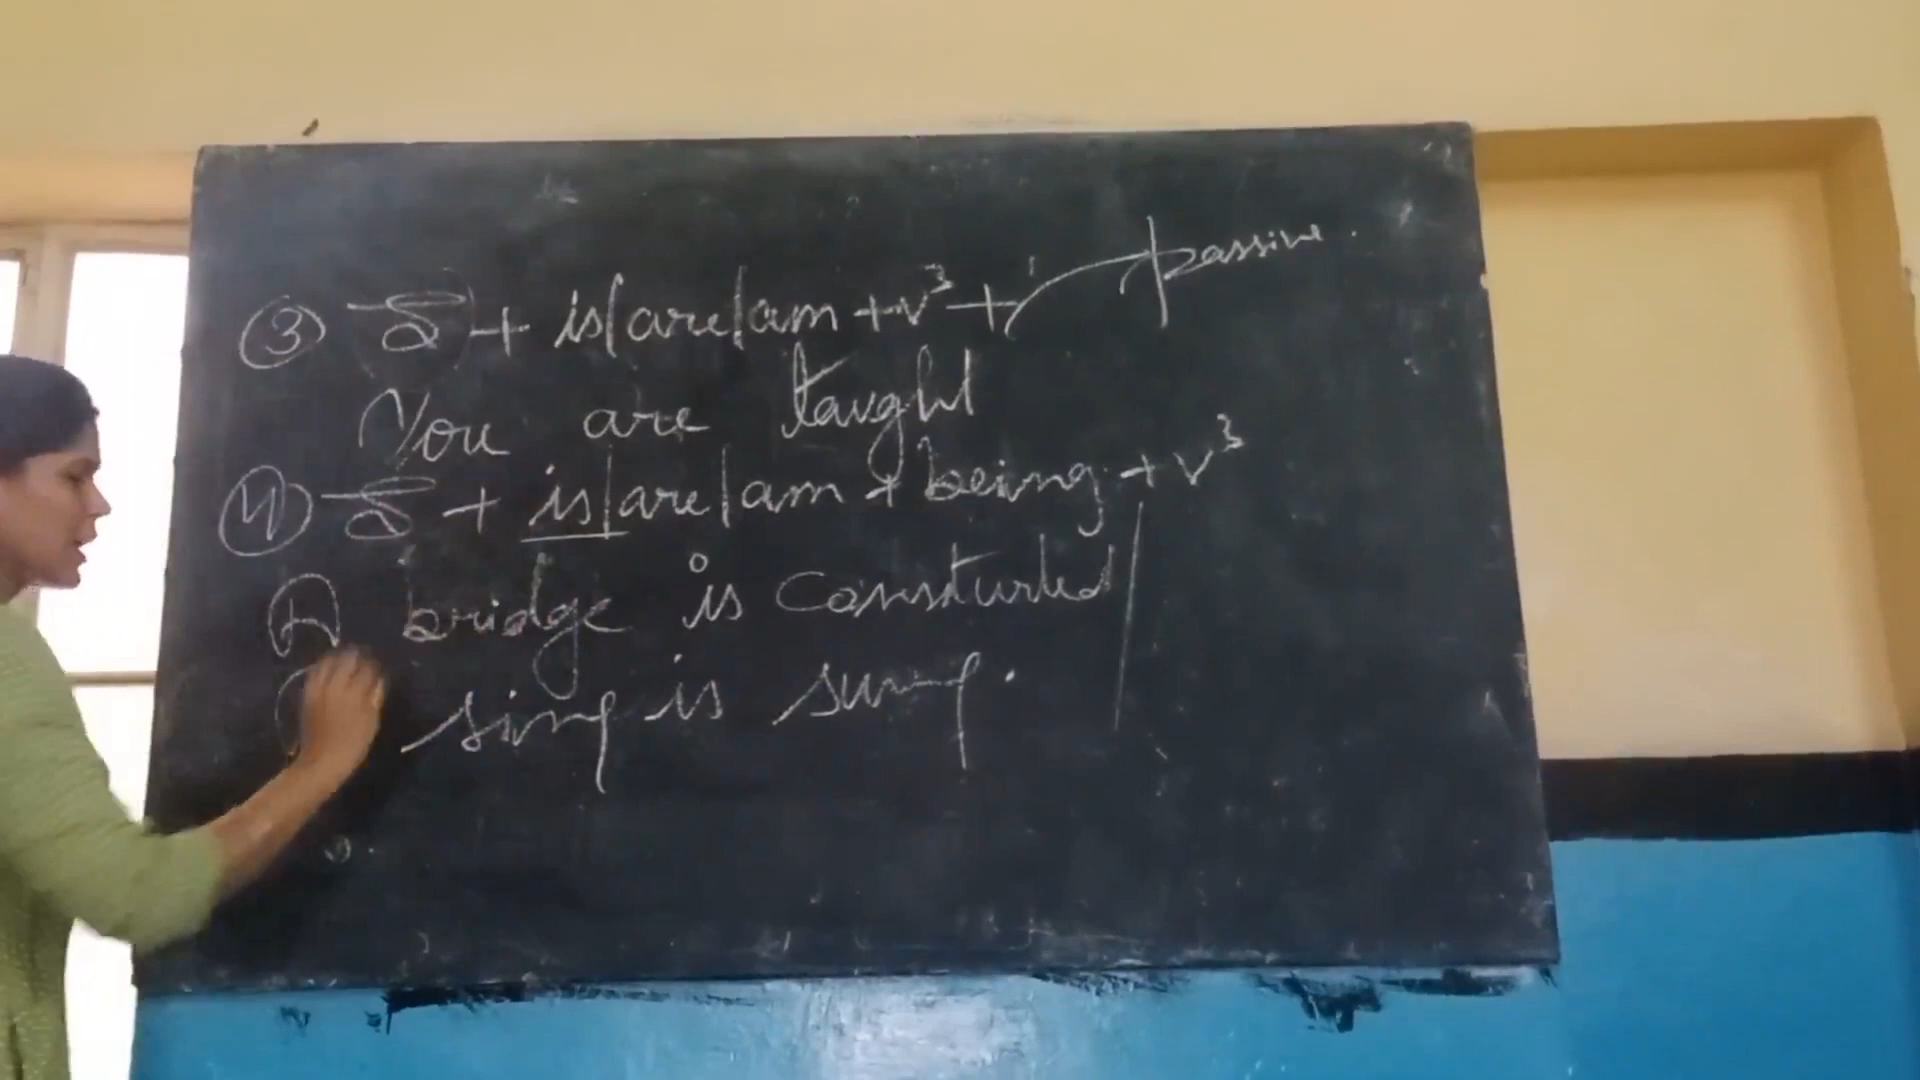 ③ S + is/are/am + v³ + passive.
You are taught
④ S + is/are/am + being + v³
A bridge is Consturted
sing is sung.